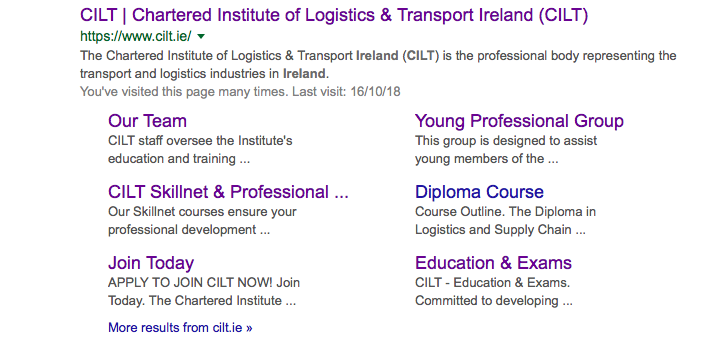 CILT | Chartered Institute of Logistics & Transport Ireland (CILT)
https://www.cilt.ie/
The Chartered Institute of Logistics & Transport Ireland (CILT) is the professional body representing the
transport and logistics industries in Ireland.
You've visited this page many times. Last visit: 16/10/18
Our Team
CILT staff oversee the Institute's
education and training ...
Young Professional Group
This group is designed to assist
young members of the ...
CILT Skillnet & Professional ...
Our Skillnet courses ensure your
professional development ...
Diploma Course
Course Outline. The Diploma in
Logistics and Supply Chain ...
Join Today
APPLY TO JOIN CILT NOW! Join
Today. The Chartered Institute ...
Education & Exams
CILT - Education & Exams.
Committed to developing ...
More results from cilt.ie »